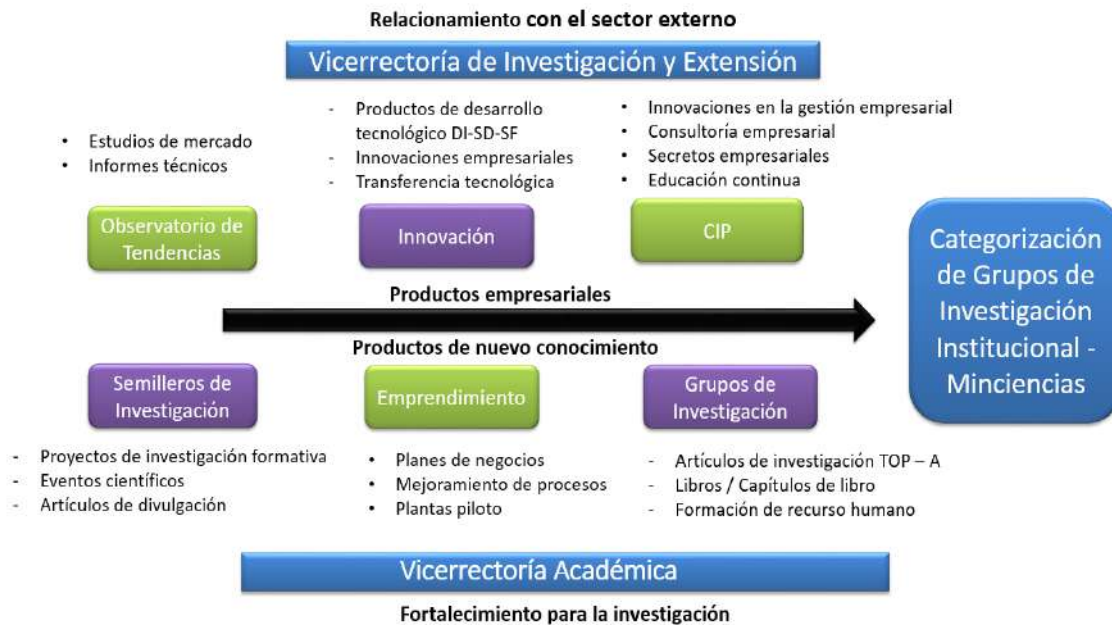 Relacionamiento con el sector externo
Vicerrectoría de Investigación y Extensión
• Estudios de mercado
• Informes técnicos
- Productos de desarrollo
tecnológico DI-SD-SF
- Innovaciones empresariales
- Transferencia tecnológica
• Innovaciones en la gestión empresarial
• Consultoría empresarial
• Secretos empresariales
• Educación continua
Observatorio de
Tendencias
Innovación
CIP
Categorización
de Grupos de
Investigación
Institucional -
Minciencias
Productos empresariales
Productos de nuevo conocimiento
Semilleros de
Investigación
Emprendimiento
Grupos de
Investigación
- Proyectos de investigación formativa
- Eventos científicos
- Artículos de divulgación
• Planes de negocios
• Mejoramiento de procesos
• Plantas piloto
- Artículos de investigación TOP – A
- Libros / Capítulos de libro
- Formación de recurso humano
Vicerrectoría Académica
Fortalecimiento para la investigación